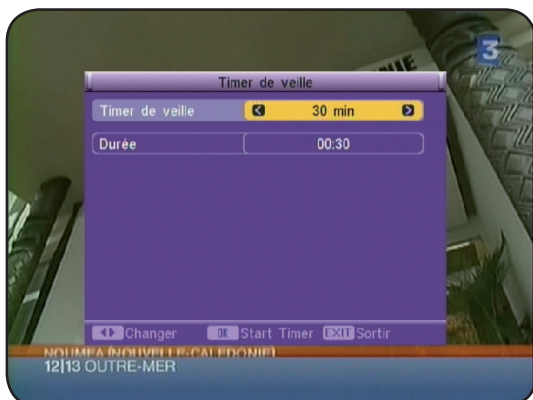 3
Timer de veille
Timer de veille 30 min
Durée 00:30
Changer OK Start Timer EXIT Sortir
NOUMEA (NOUVELLE-CALEDONIE)
12|13 OUTRE-MER